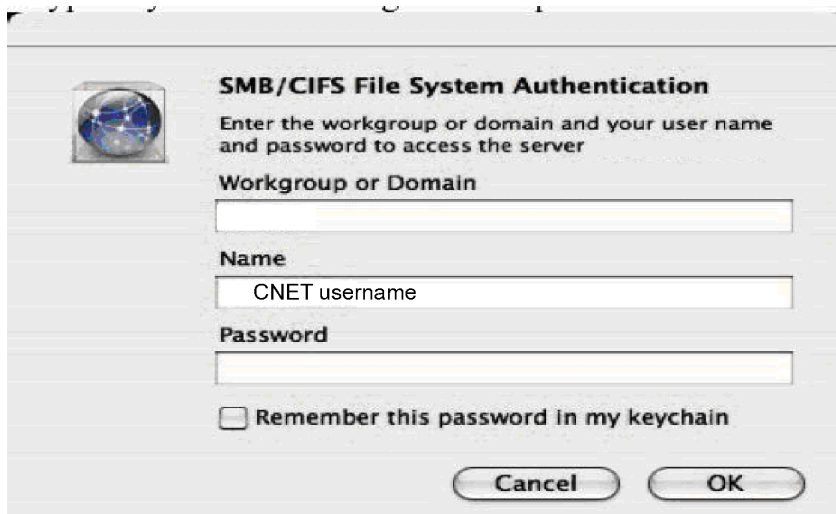 SMB/CIFS File System Authentication
Enter the workgroup or domain and your user name
and password to access the server
Workgroup or Domain
Name
CNET username
Password
Remember this password in my keychain
Cancel
OK